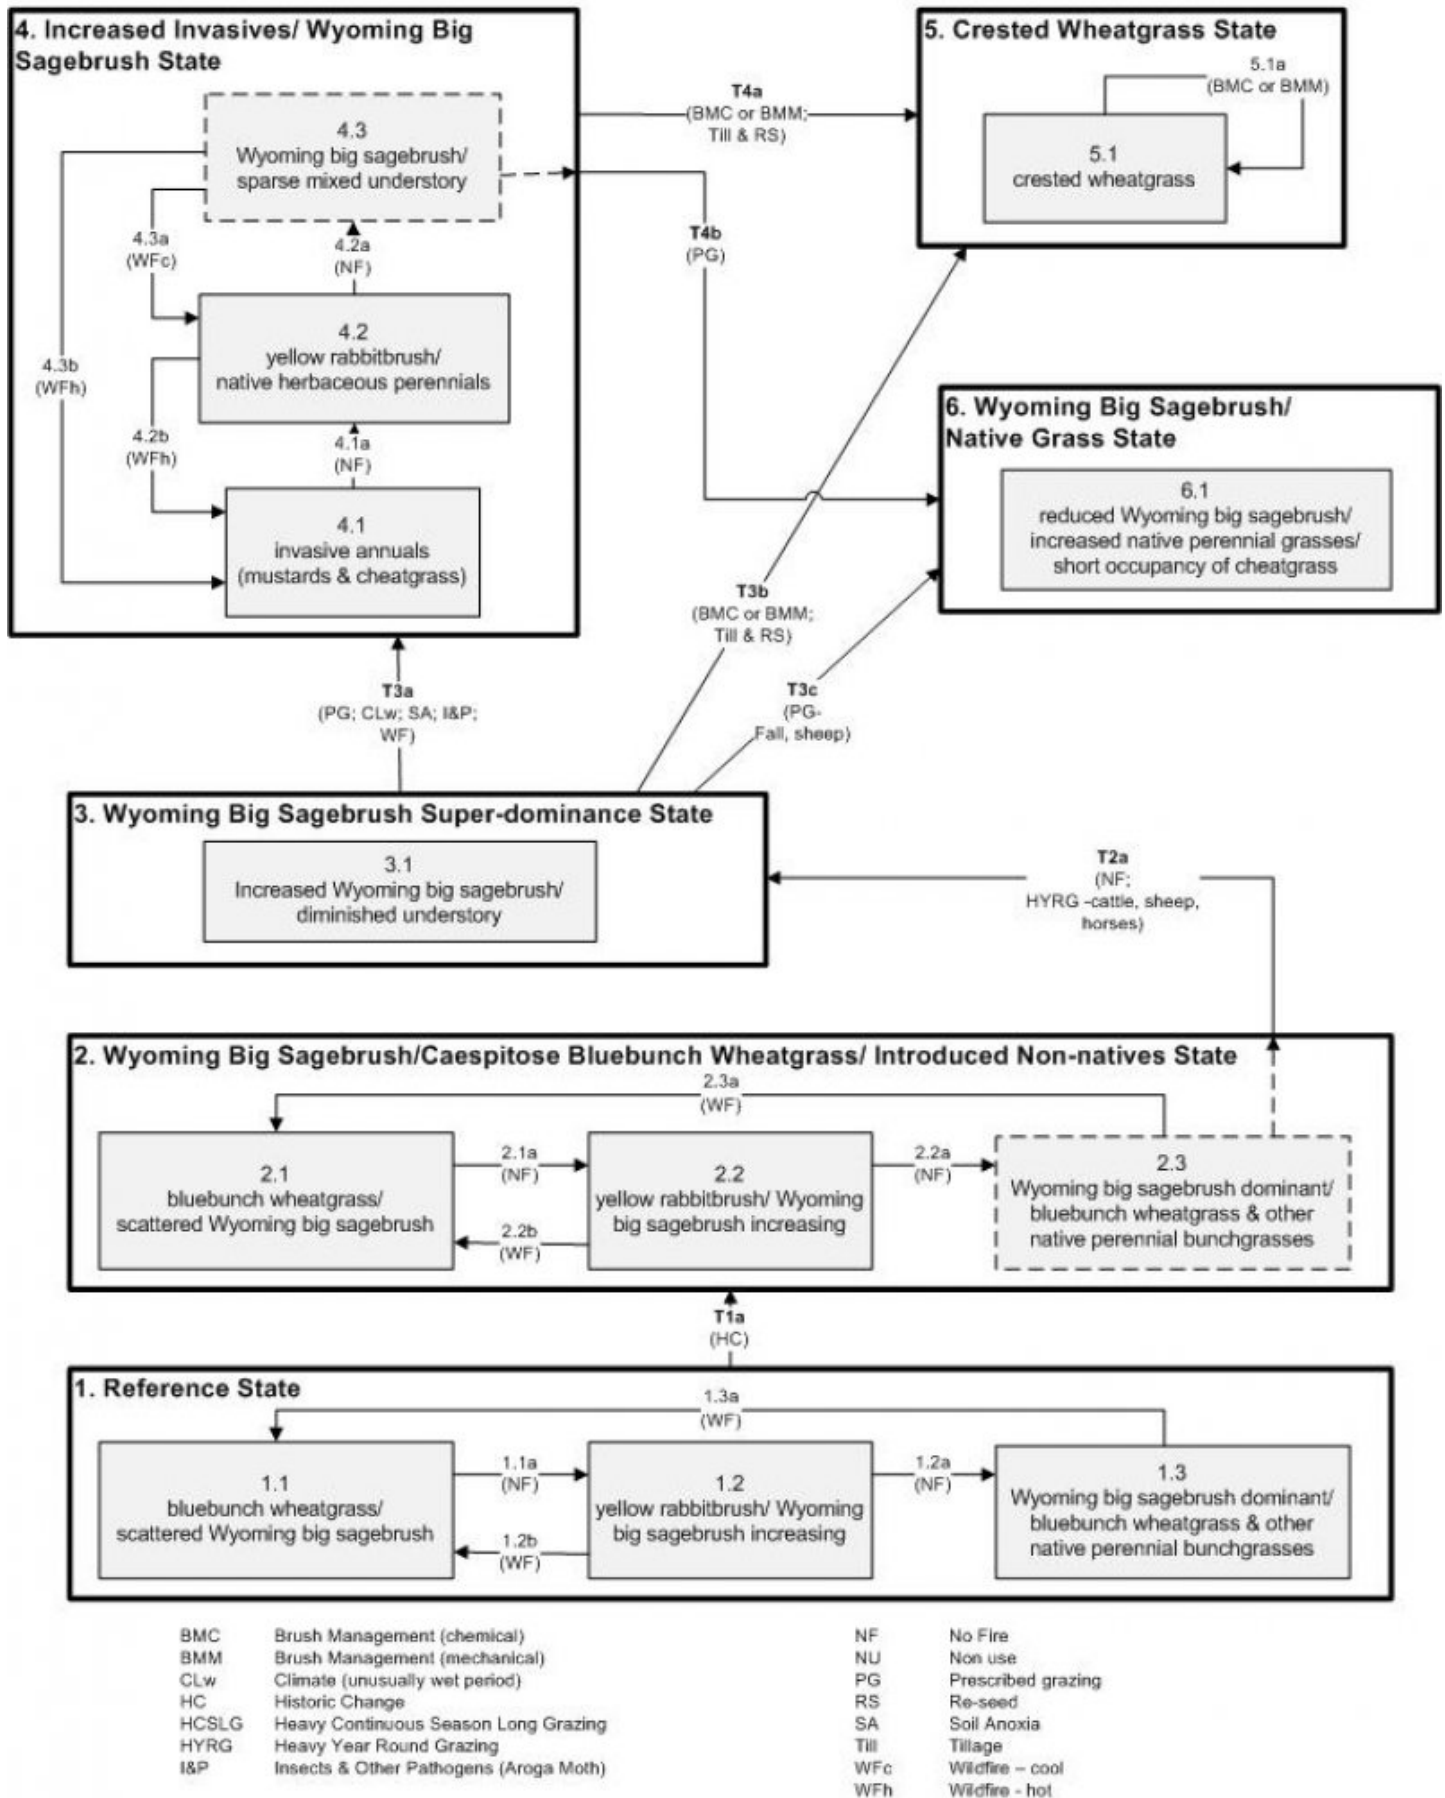 4. Increased Invasives/ Wyoming Big
Sagebrush State
4.3
Wyoming big sagebrush/
sparse mixed understory
4.3a
(WFc)
4.2a
(NF)
4.2
yellow rabbitbrush/
native herbaceous perennials
4.3b
(WFh)
4.2b
(WFh)
4.1a
(NF)
4.1
invasive annuals
(mustards & cheatgrass)
T4a
(BMC or BMM;
Till & RS)
T4b
(PG)
5. Crested Wheatgrass State
5.1a
(BMC or BMM)
5.1
crested wheatgrass
6. Wyoming Big Sagebrush/
Native Grass State
6.1
reduced Wyoming big sagebrush/
increased native perennial grasses/
short occupancy of cheatgrass
T3b
(BMC or BMM;
Till & RS)
T3c
(PG-
Fall, sheep)
T3a
(PG; CLw; SA; I&P;
WF)
3. Wyoming Big Sagebrush Super-dominance State
3.1
Increased Wyoming big sagebrush/
diminished understory
T2a
(NF;
HYRG -cattle, sheep,
horses)
2. Wyoming Big Sagebrush/Caespitose Bluebunch Wheatgrass/ Introduced Non-natives State
2.3a
(WF)
2.1
bluebunch wheatgrass/
scattered Wyoming big sagebrush
2.1a
(NF)
2.2b
(WF)
2.2
yellow rabbitbrush/ Wyoming
big sagebrush increasing
2.2a
(NF)
2.3
Wyoming big sagebrush dominant/
bluebunch wheatgrass & other
native perennial bunchgrasses
T1a
(HC)
1. Reference State
1.3a
(WF)
1.1
bluebunch wheatgrass/
scattered Wyoming big sagebrush
1.1a
(NF)
1.2b
(WF)
1.2
yellow rabbitbrush/ Wyoming
big sagebrush increasing
1.2a
(NF)
1.3
Wyoming big sagebrush dominant/
bluebunch wheatgrass & other
native perennial bunchgrasses
BMC Brush Management (chemical)
BMM Brush Management (mechanical)
CLw Climate (unusually wet period)
HC Historic Change
HCSLG Heavy Continuous Season Long Grazing
HYRG Heavy Year Round Grazing
I&P Insects & Other Pathogens (Aroga Moth)
NF No Fire
NU Non use
PG Prescribed grazing
RS Re-seed
SA Soil Anoxia
Till Tillage
WFc Wildfire – cool
WFh Wildfire - hot